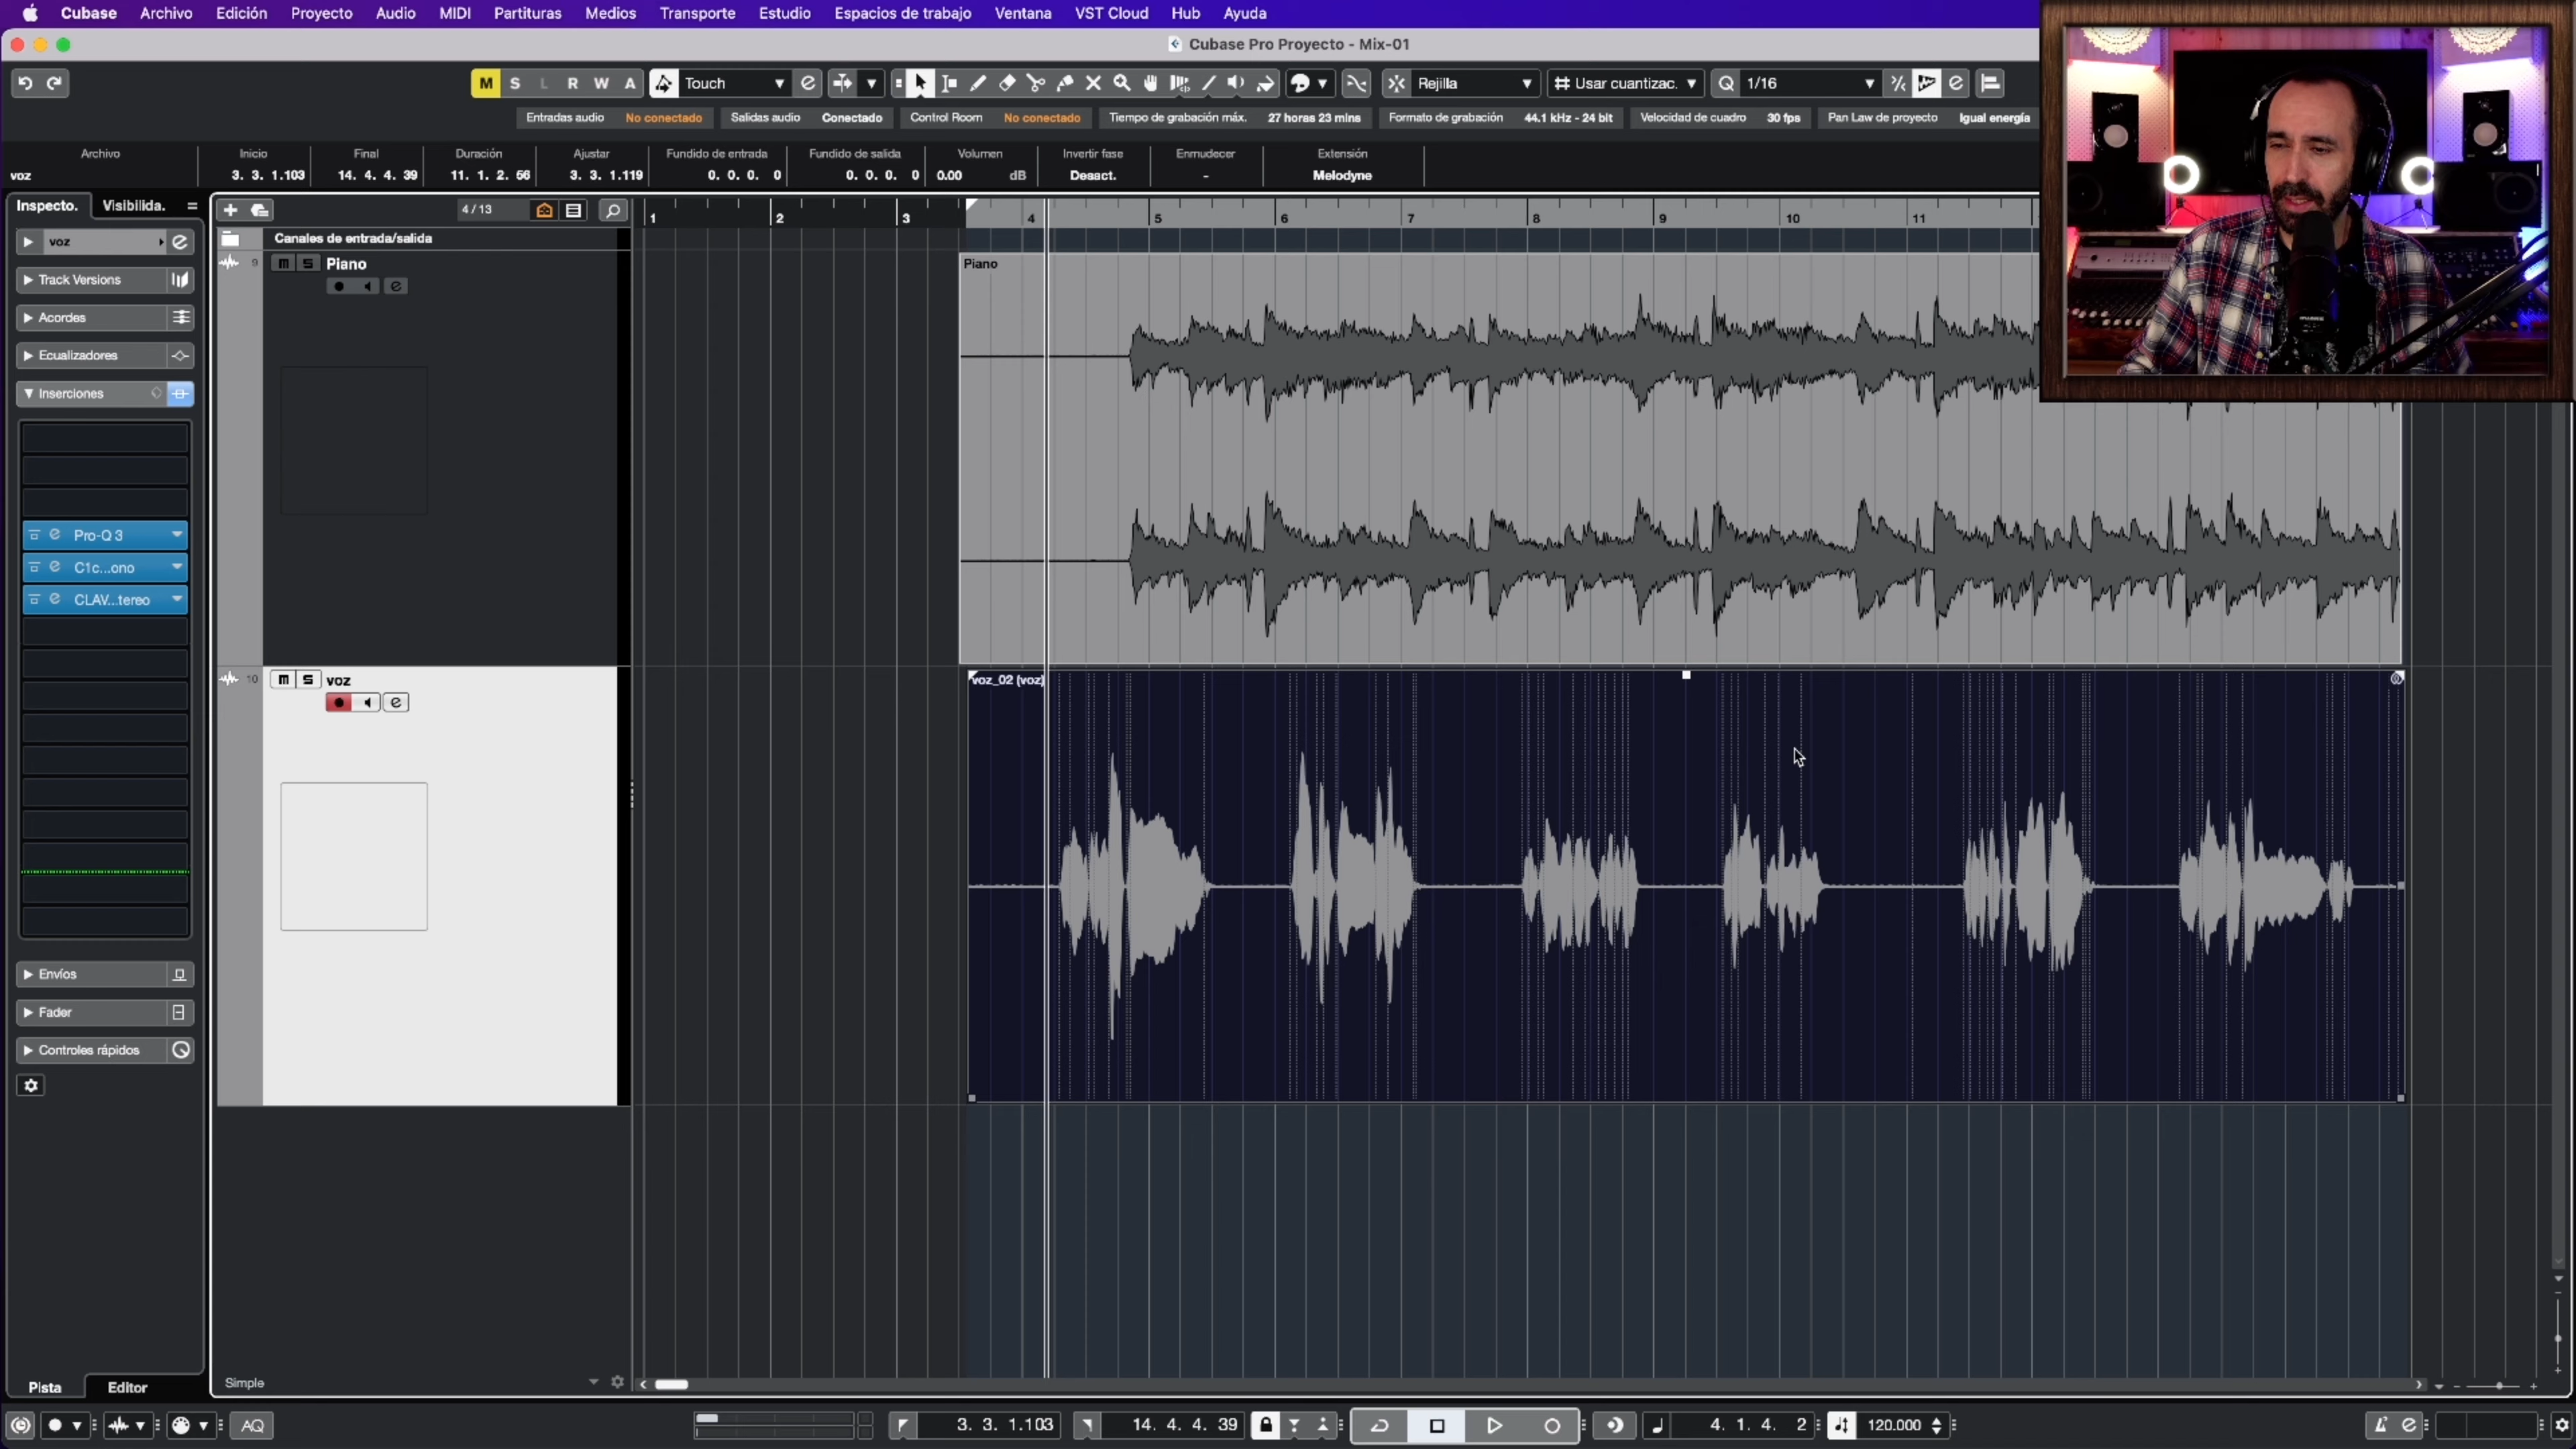 Cubase Archivo Edición Proyecto Audio MIDI Partituras Medios Transporte Estudio Espacios de trabajo Ventana VST Cloud Hub Ayuda
Cubase Pro Proyecto - Mix-01
M S L R W A Touch Rejilla Usar cuantizac. Q 1/16
Entradas audio No conectado Salidas audio Conectado Control Room No conectado Tiempo de grabación máx. 27 horas 23 mins Formato de grabación 44.1 kHz - 24 bit Velocidad de cuadro 30 fps Pan Law de proyecto Igual energía
Archivo Inicio Final Duración Ajustar Fundido de entrada Fundido de salida Volumen Invertir fase Enmudecer Extensión
voz 3. 3. 1.103 14. 4. 4. 39 11. 1. 2. 56 3. 3. 1.119 0. 0. 0. 0 0. 0. 0. 0 0.00 dB Desact. - Melodyne
Inspecto. Visibilida. 4 / 13 1 2 3 4 5 6 7 8 9 10 11
voz
Canales de entrada/salida
9 m S Piano
Piano
Track Versions
Acordes
Ecualizadores
Inserciones
Pro-Q 3
C1c...ono
CLAV...tereo
10 m S voz
voz_02 (voz)
Envíos
Fader
Controles rápidos
Pista Editor Simple
AQ 3. 3. 1.103 14. 4. 4. 39 4. 1. 4. 2 120.000